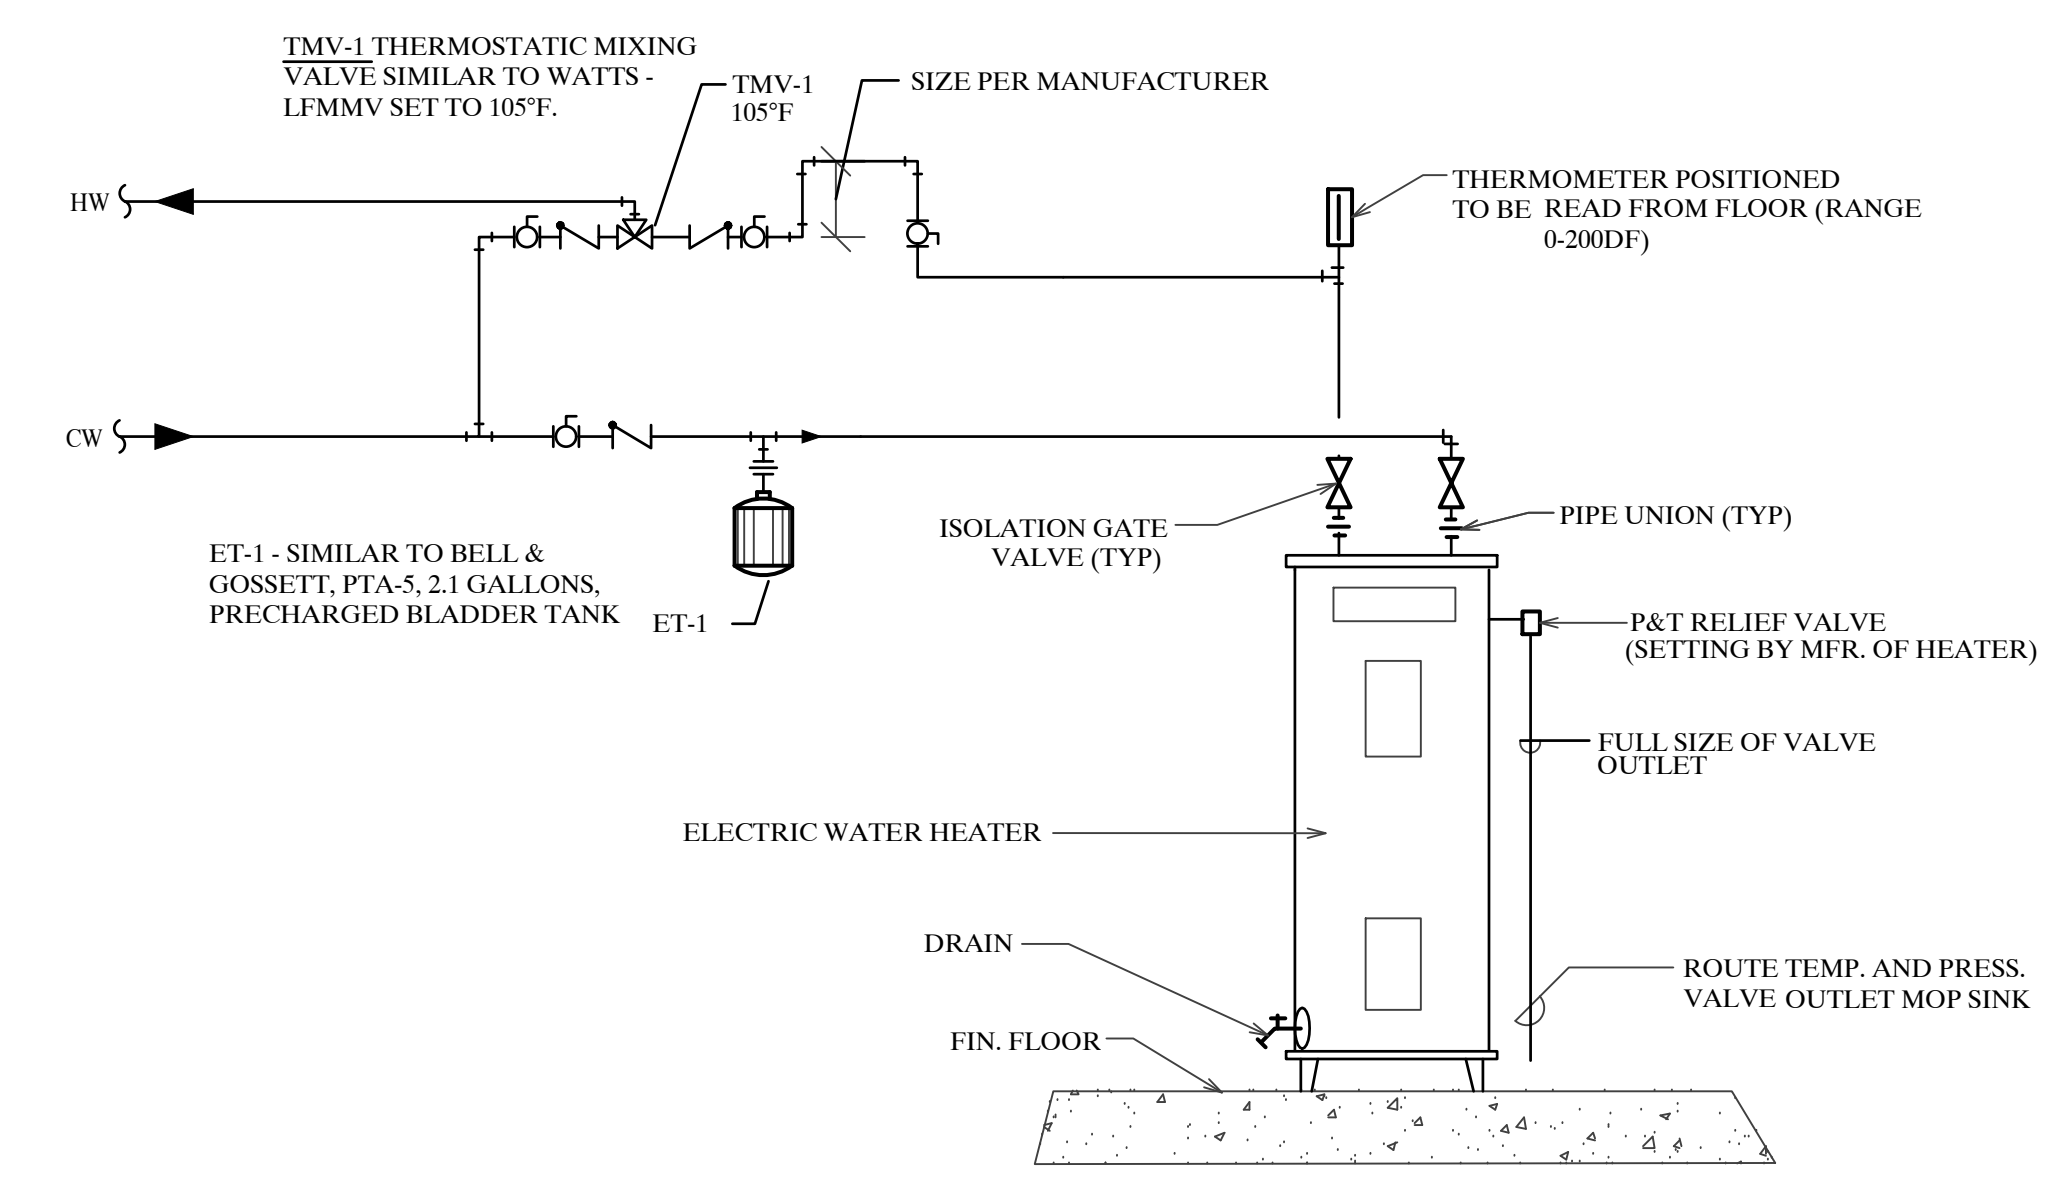 TMV-1 THERMOSTATIC MIXING
VALVE SIMILAR TO WATTS -
LFMMV SET TO 105°F.
TMV-1
105°F
SIZE PER MANUFACTURER
THERMOMETER POSITIONED
TO BE READ FROM FLOOR (RANGE
0-200DF)
HW
CW
ISOLATION GATE
VALVE (TYP)
PIPE UNION (TYP)
ET-1 - SIMILAR TO BELL &
GOSSETT, PTA-5, 2.1 GALLONS,
PRECHARGED BLADDER TANK
ET-1
P&T RELIEF VALVE
(SETTING BY MFR. OF HEATER)
FULL SIZE OF VALVE
OUTLET
ELECTRIC WATER HEATER
DRAIN
ROUTE TEMP. AND PRESS.
VALVE OUTLET MOP SINK
FIN. FLOOR